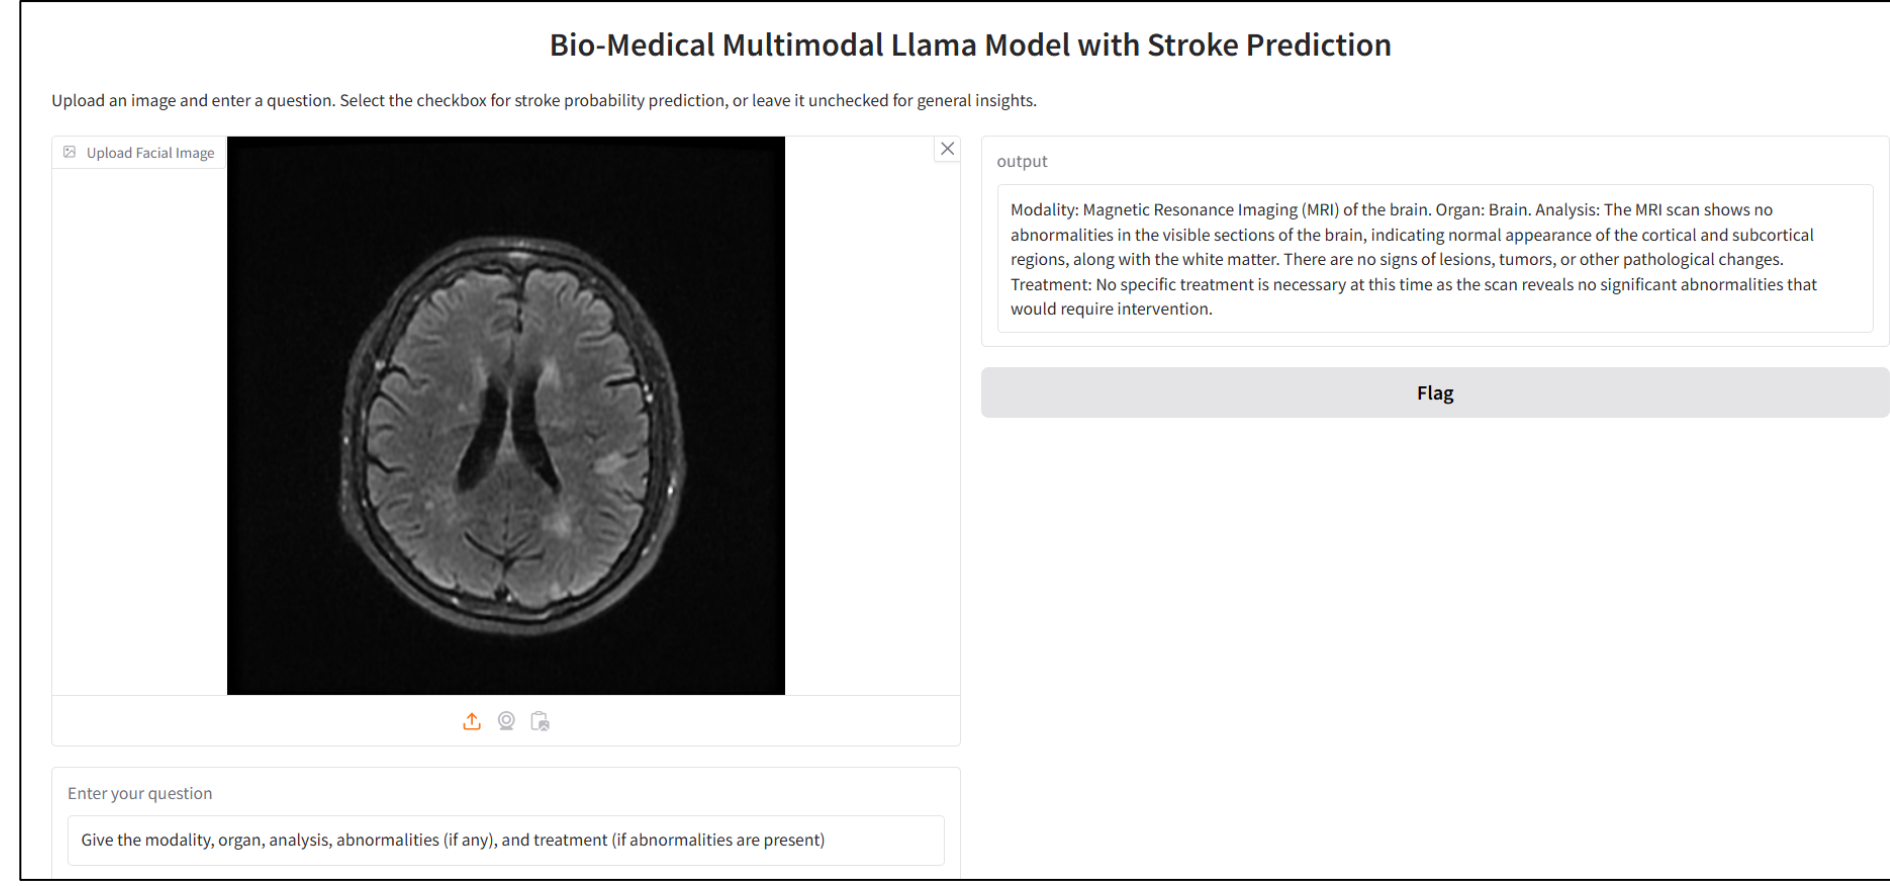 Bio-Medical Multimodal Llama Model with Stroke Prediction
Upload an image and enter a question. Select the checkbox for stroke probability prediction, or leave it unchecked for general insights.
Upload Facial Image
output
Modality: Magnetic Resonance Imaging (MRI) of the brain. Organ: Brain. Analysis: The MRI scan shows no
abnormalities in the visible sections of the brain, indicating normal appearance of the cortical and subcortical
regions, along with the white matter. There are no signs of lesions, tumors, or other pathological changes.
Treatment: No specific treatment is necessary at this time as the scan reveals no significant abnormalities that
would require intervention.
Flag
Enter your question
Give the modality, organ, analysis, abnormalities (if any), and treatment (if abnormalities are present)